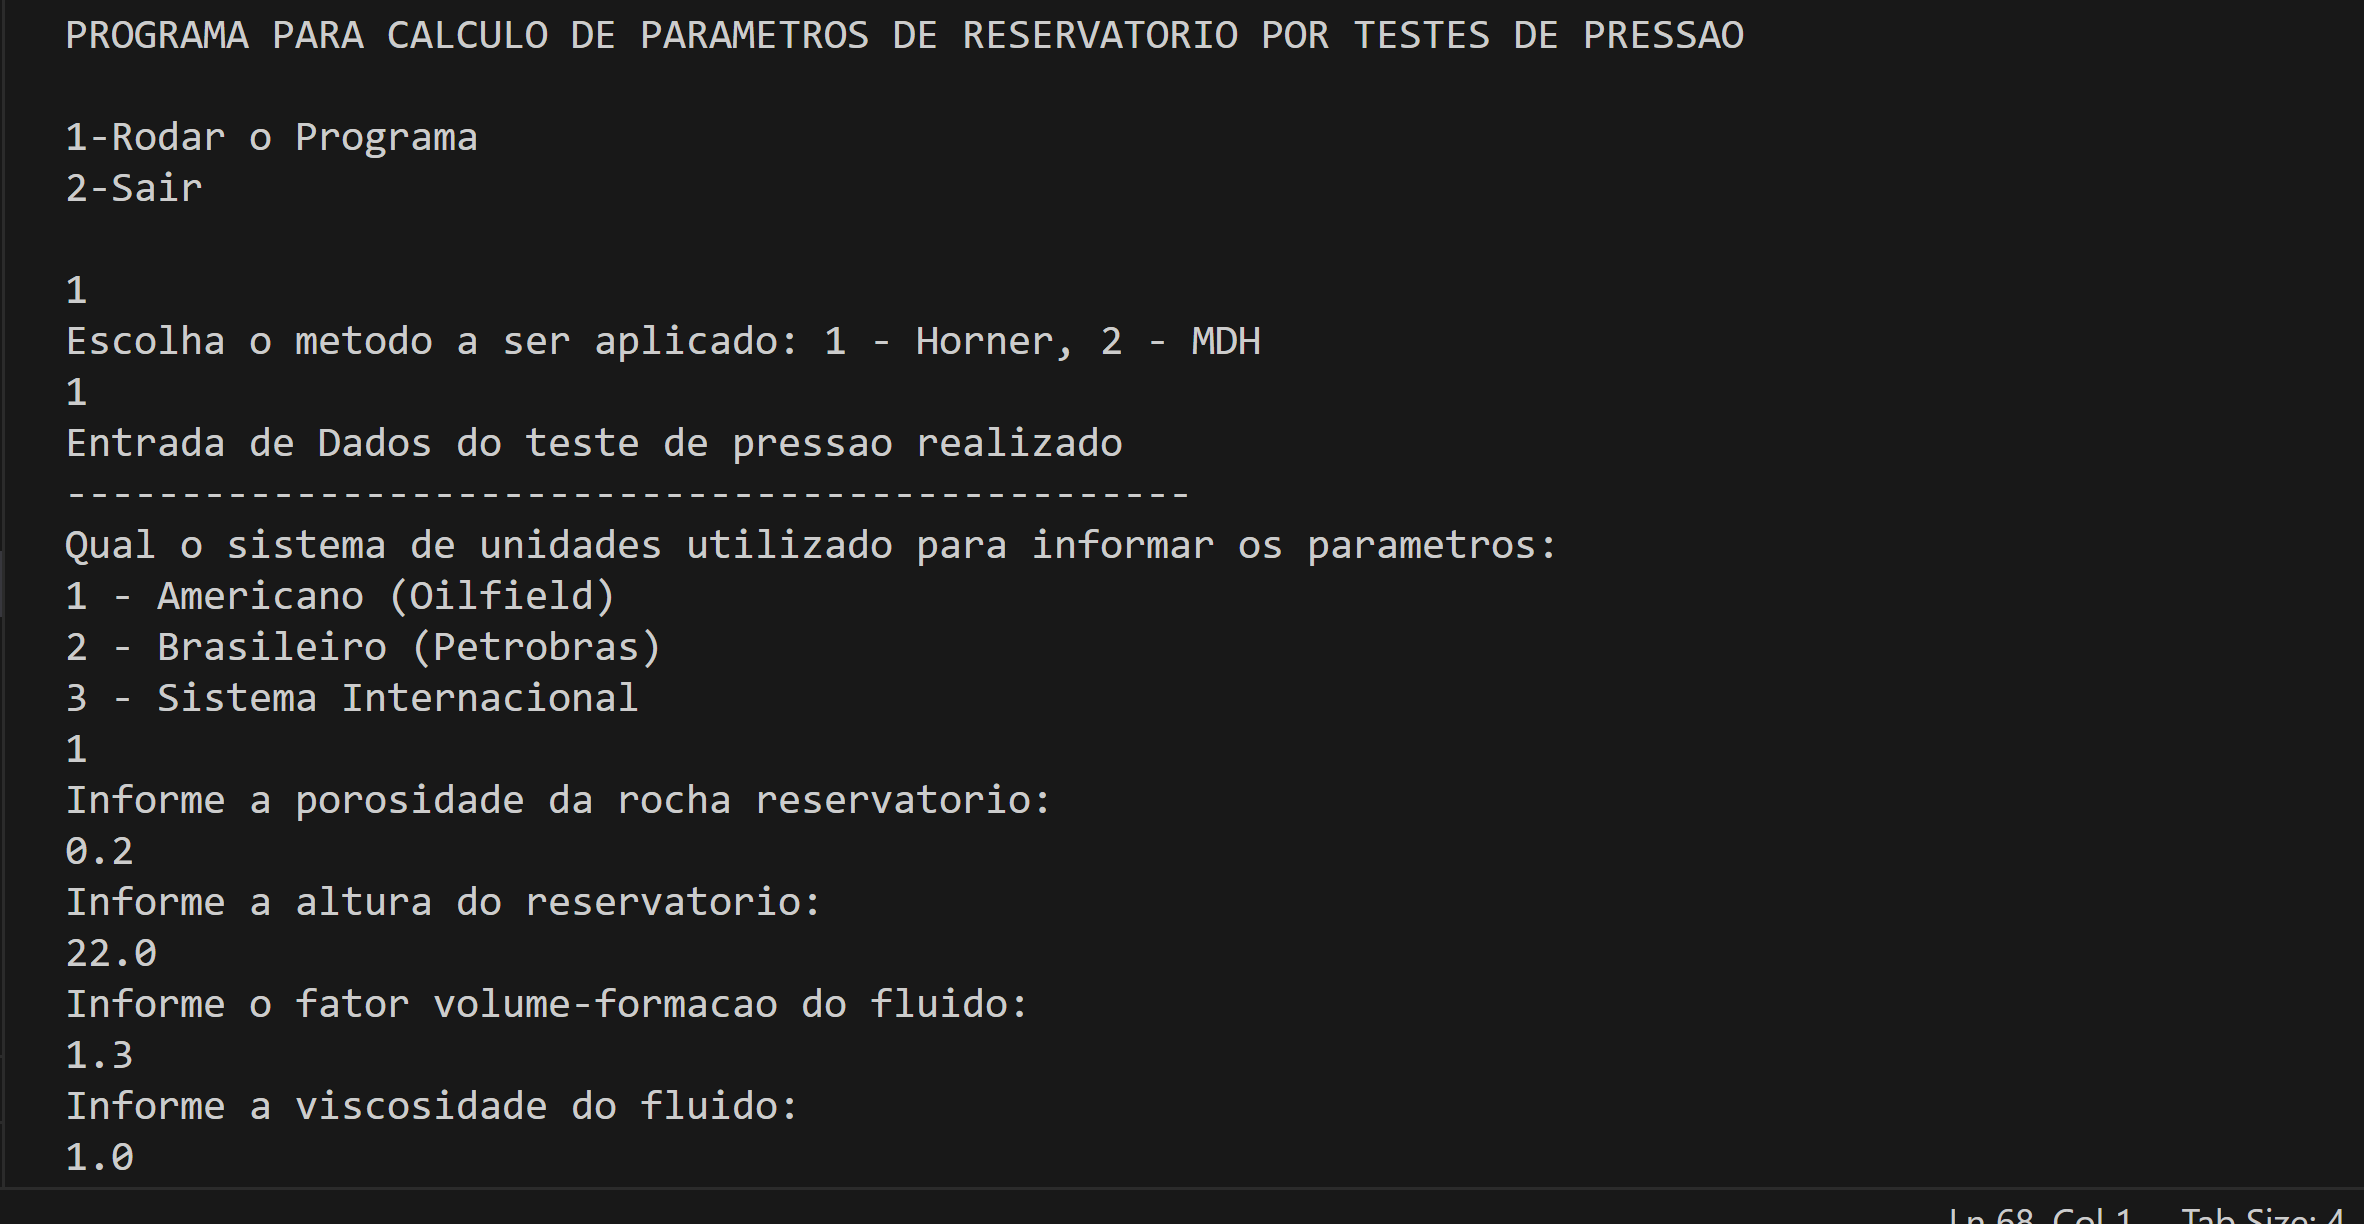 PROGRAMA PARA CALCULO DE PARAMETROS DE RESERVATORIO POR TESTES DE PRESSAO
1-Rodar o Programa
2-Sair
1
Escolha o metodo a ser aplicado: 1 - Horner, 2 - MDH
1
Entrada de Dados do teste de pressao realizado
-------------------------------------------------
Qual o sistema de unidades utilizado para informar os parametros:
1 - Americano (Oilfield)
2 - Brasileiro (Petrobras)
3 - Sistema Internacional
1
Informe a porosidade da rocha reservatorio:
0.2
Informe a altura do reservatorio:
22.0
Informe o fator volume-formacao do fluido:
1.3
Informe a viscosidade do fluido:
1.0
Ln 68, Col 1 Tab Size: 4